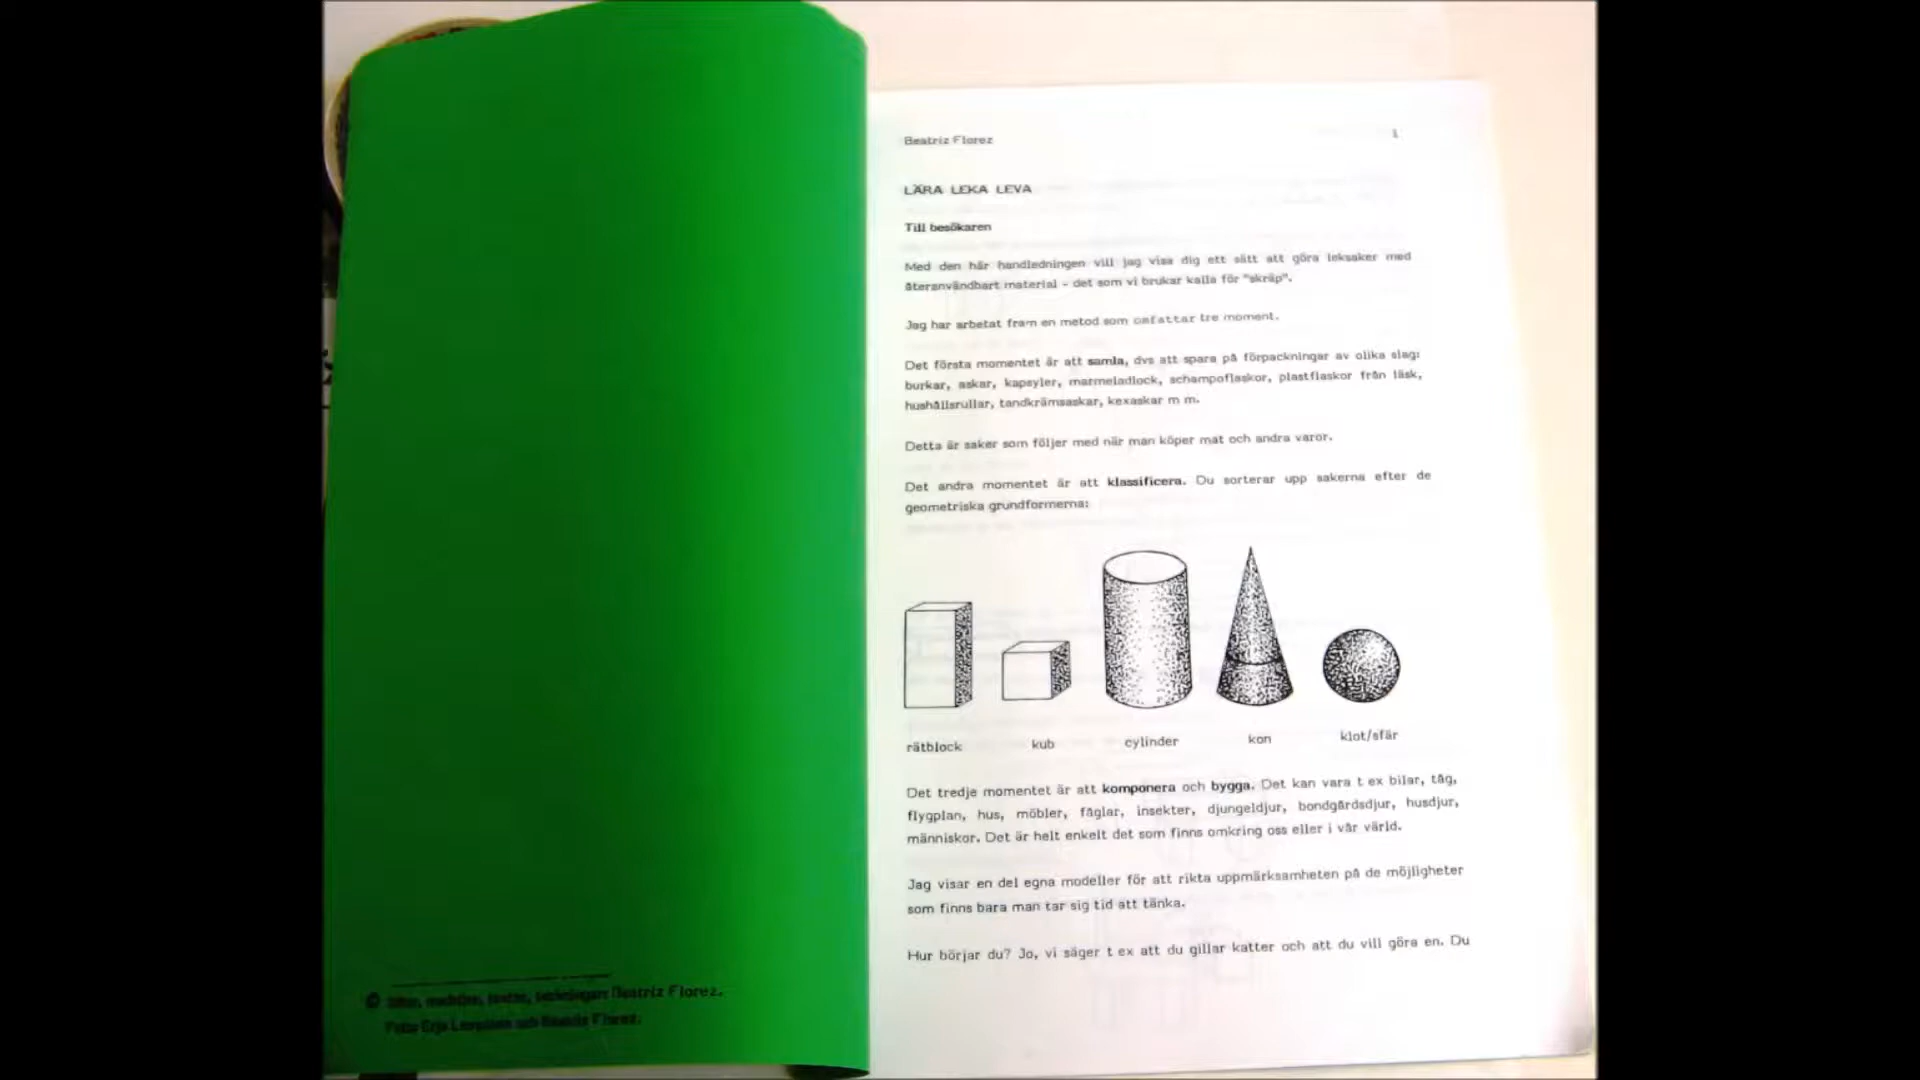 Beatriz Florez
1
LÄRA LEKA LEVA
Till besökaren
Med den här handledningen vill jag visa dig ett sätt att göra leksaker med
återanvändbart material - det som vi brukar kalla för "skräp".
Jag har arbetat fram en metod som omfattar tre moment.
Det första momentet är att samla, dvs att spara på förpackningar av olika slag:
burkar, askar, kapsyler, marmeladlock, schampoflaskor, plastflaskor från läsk,
hushållsrullar, tandkrämsaskar, kexaskar m m.
Detta är saker som följer med när man köper mat och andra varor.
Det andra momentet är att klassificera. Du sorterar upp sakerna efter de
geometriska grundformerna:
rätblock kub cylinder kon klot/sfär
Det tredje momentet är att komponera och bygga. Det kan vara t ex bilar, tåg,
flygplan, hus, möbler, fåglar, insekter, djungeldjur, bondgårdsdjur, husdjur,
människor. Det är helt enkelt det som finns omkring oss eller i vår värld.
Jag visar en del egna modeller för att rikta uppmärksamheten på de möjligheter
som finns bara man tar sig tid att tänka.
Hur börjar du? Jo, vi säger t ex att du gillar katter och att du vill göra en. Du
© Beatriz Florez.
Foto: och Beatriz Florez.